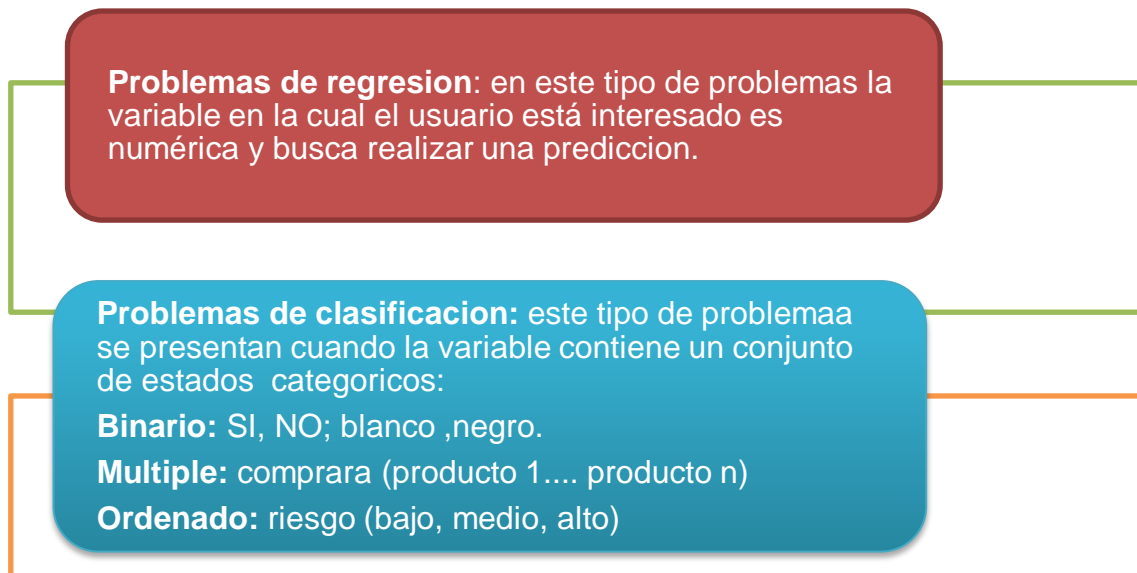 Problemas de regresion: en este tipo de problemas la
variable en la cual el usuario está interesado es
numérica y busca realizar una prediccion.
Problemas de clasificacion: este tipo de problemaa
se presentan cuando la variable contiene un conjunto
de estados categoricos:
Binario: SI, NO; blanco ,negro.
Multiple: comprara (producto 1.... producto n)
Ordenado: riesgo (bajo, medio, alto)